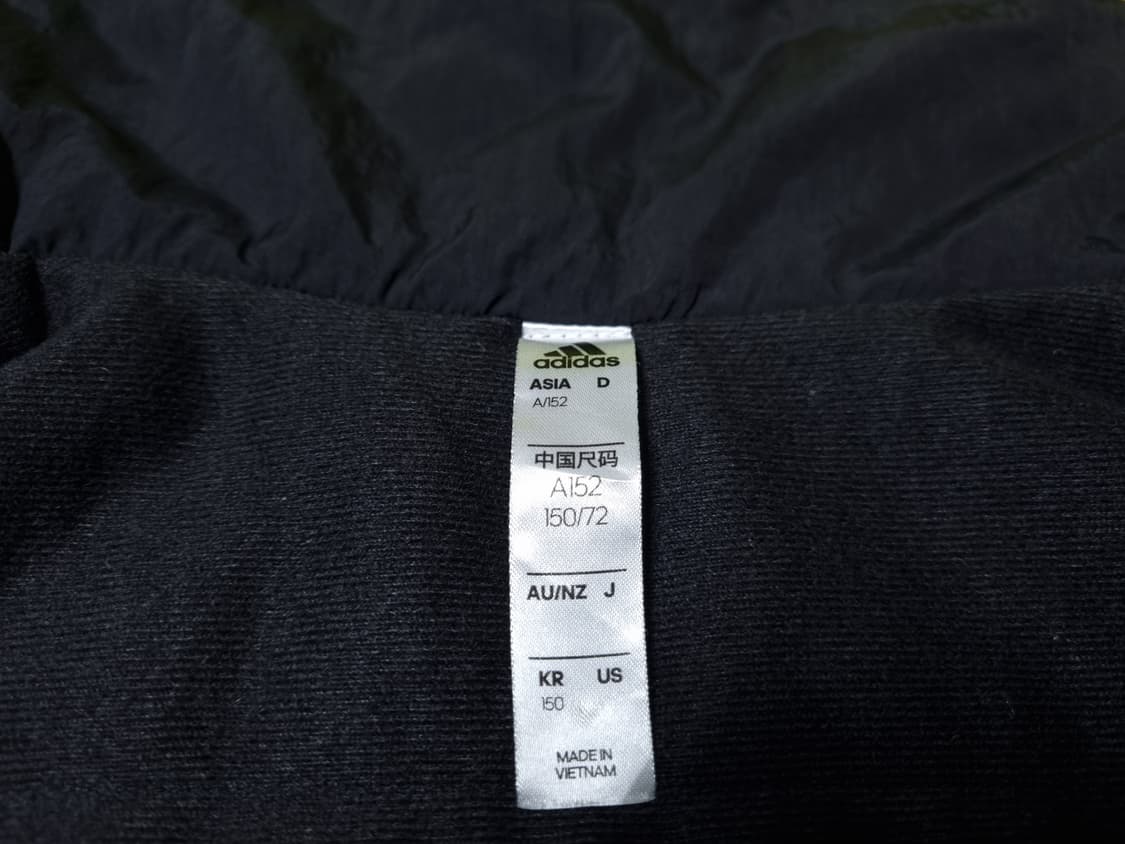 adidas
ASIA D
A/152
中国尺码
A152
150/72
AU/NZ J
KR US
150
MADE IN
VIETNAM